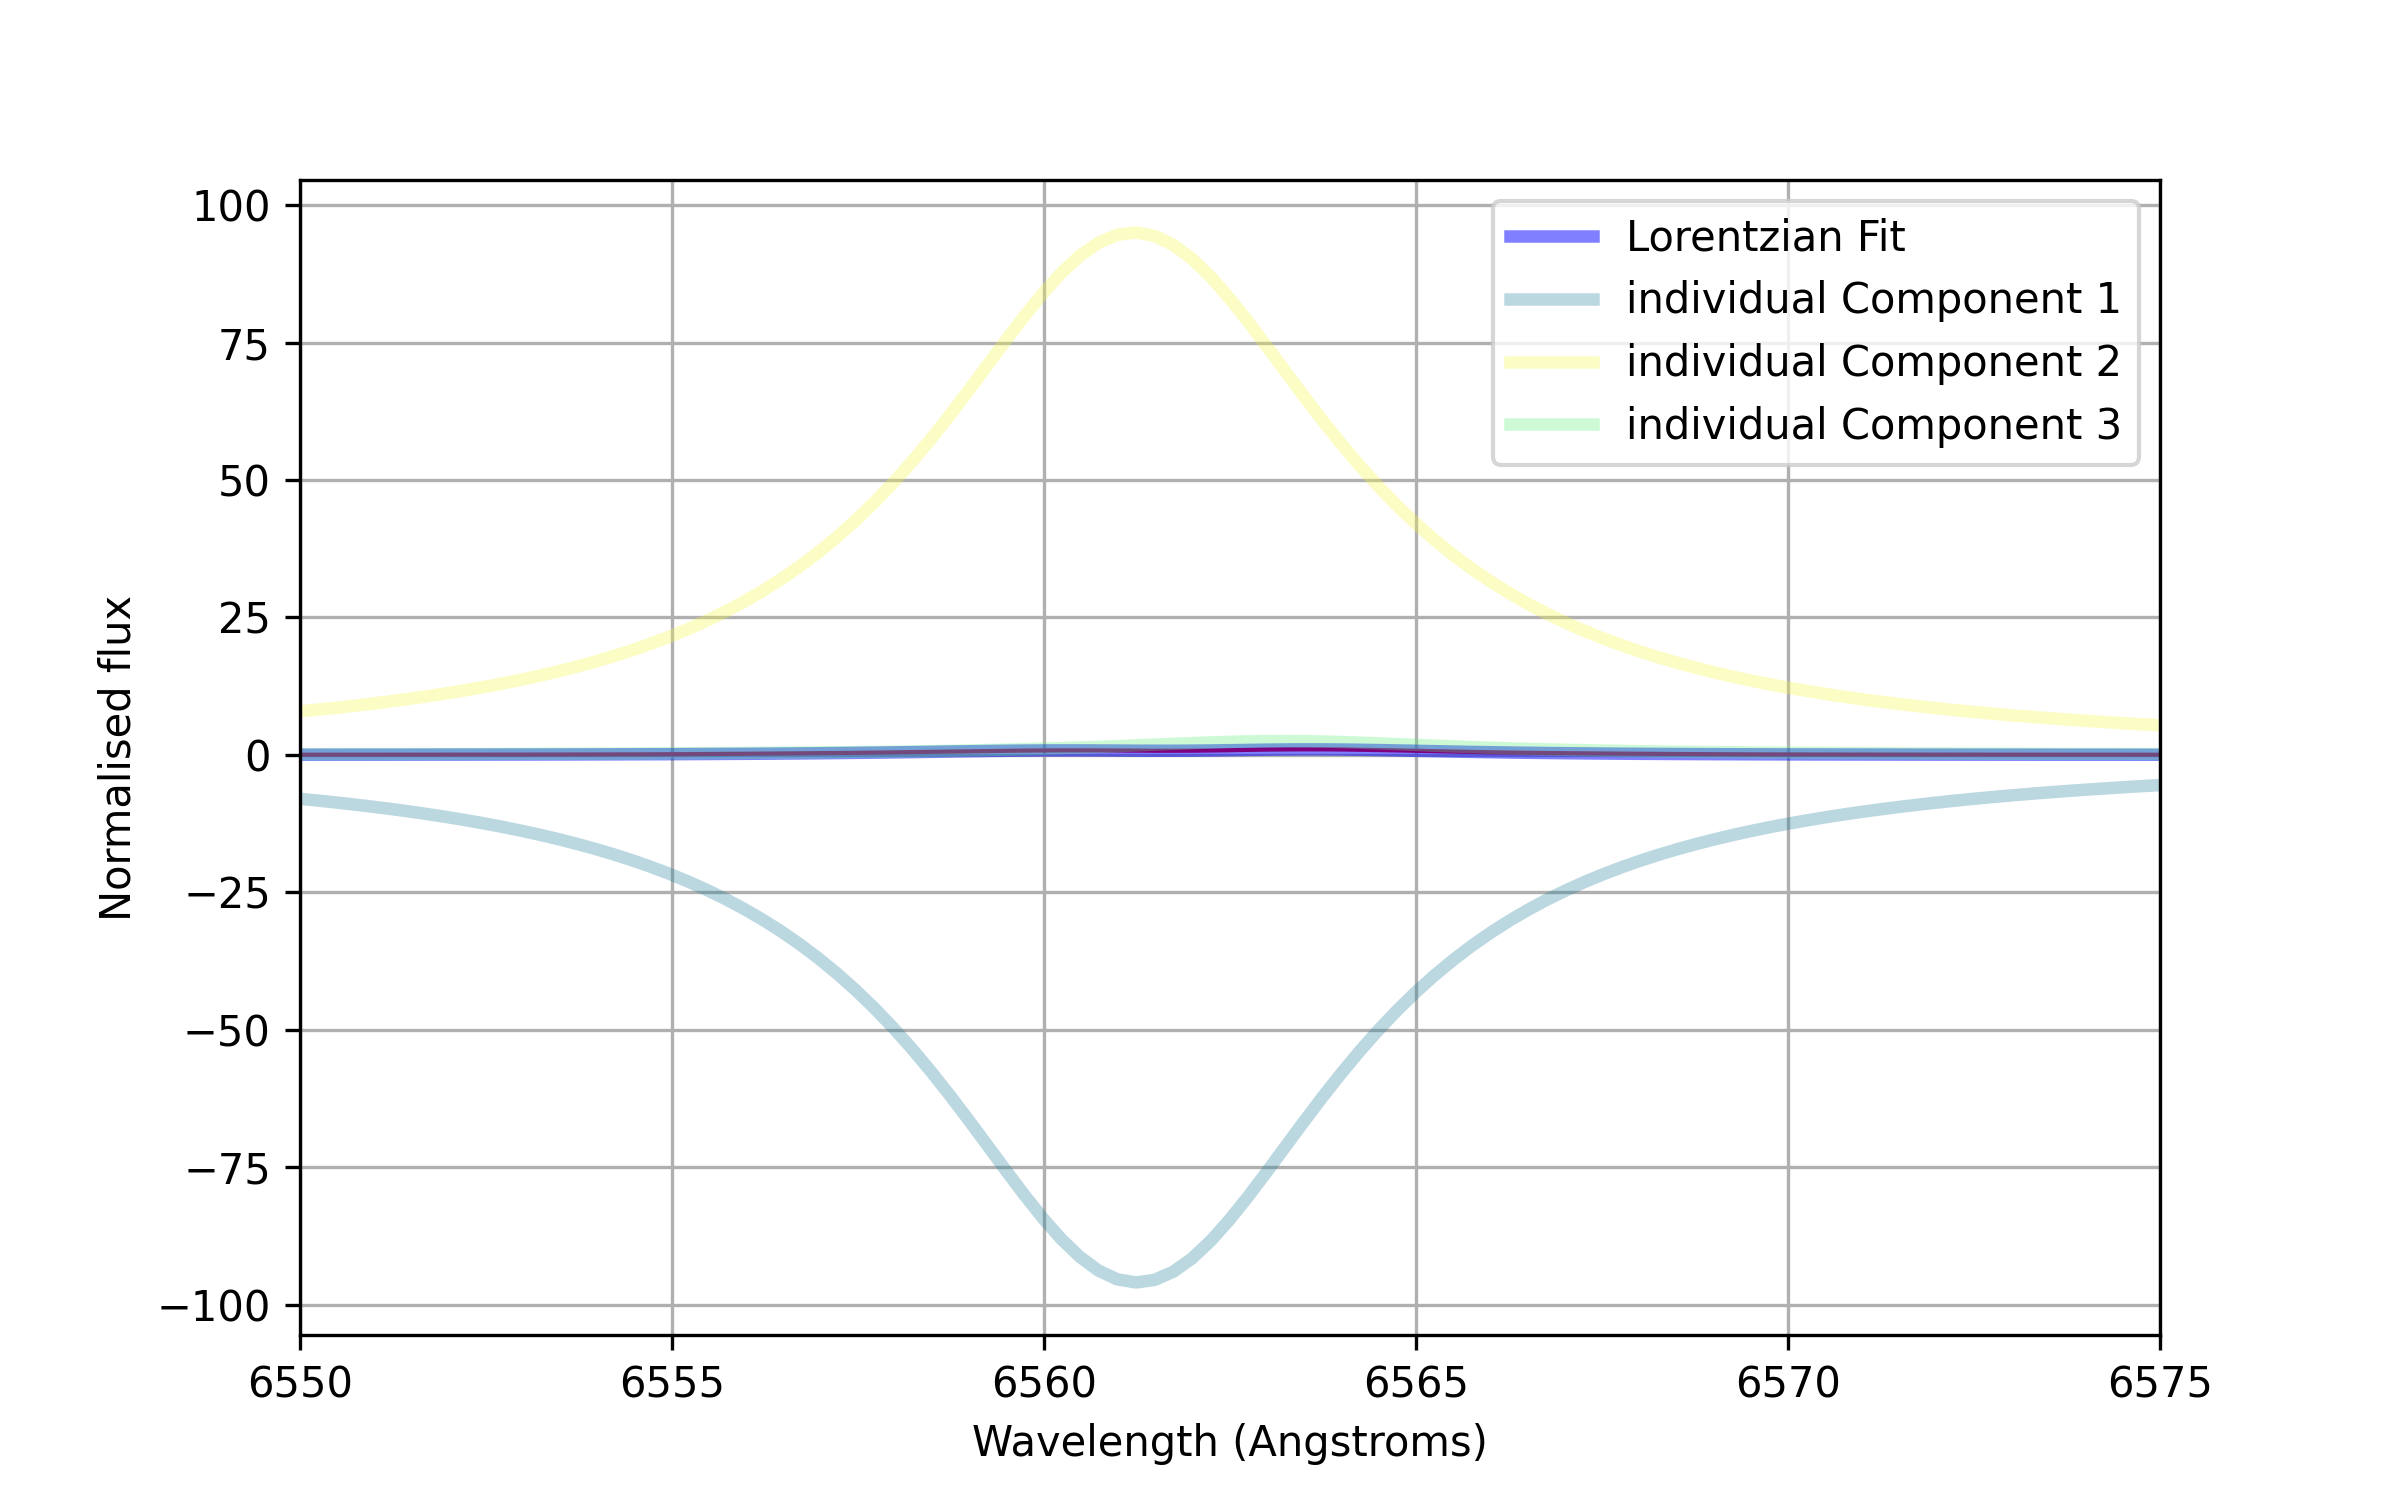 Lorentzian Fit
individual Component 1
individual Component 2
individual Component 3
100
75
50
25
0
−25
−50
−75
−100
Normalised flux
6550 6555 6560 6565 6570 6575
Wavelength (Angstroms)